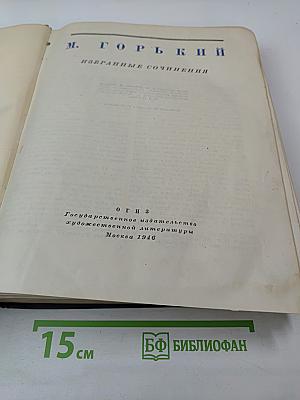 М. ГОРЬКИЙ
ИЗБРАННЫЕ СОЧИНЕНИЯ
ОГИЗ
Государственное издательство
художественной литературы
Москва 1946
15 см
БФ БИБЛИОФАН